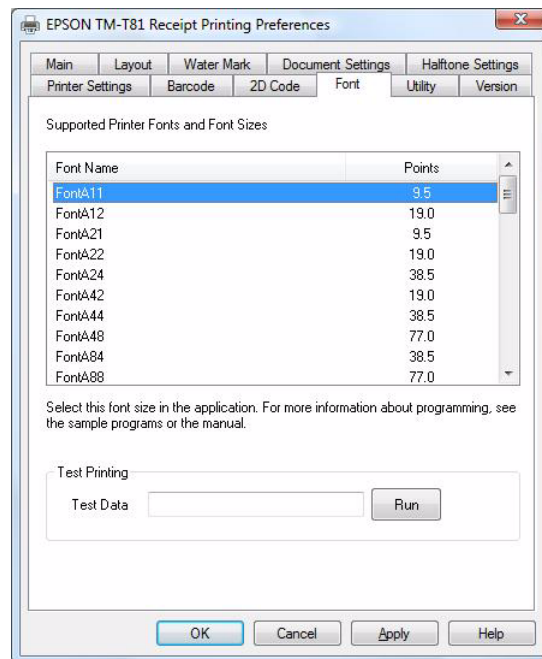 EPSON TM-T81 Receipt Printing Preferences
Main Layout Water Mark Document Settings Halftone Settings
Printer Settings Barcode 2D Code Font Utility Version
Supported Printer Fonts and Font Sizes
Font Name Points
FontA11 9.5
FontA12 19.0
FontA21 9.5
FontA22 19.0
FontA24 38.5
FontA42 19.0
FontA44 38.5
FontA48 77.0
FontA84 38.5
FontA88 77.0
Select this font size in the application. For more information about programming, see
the sample programs or the manual.
Test Printing
Test Data Run
OK Cancel Apply Help